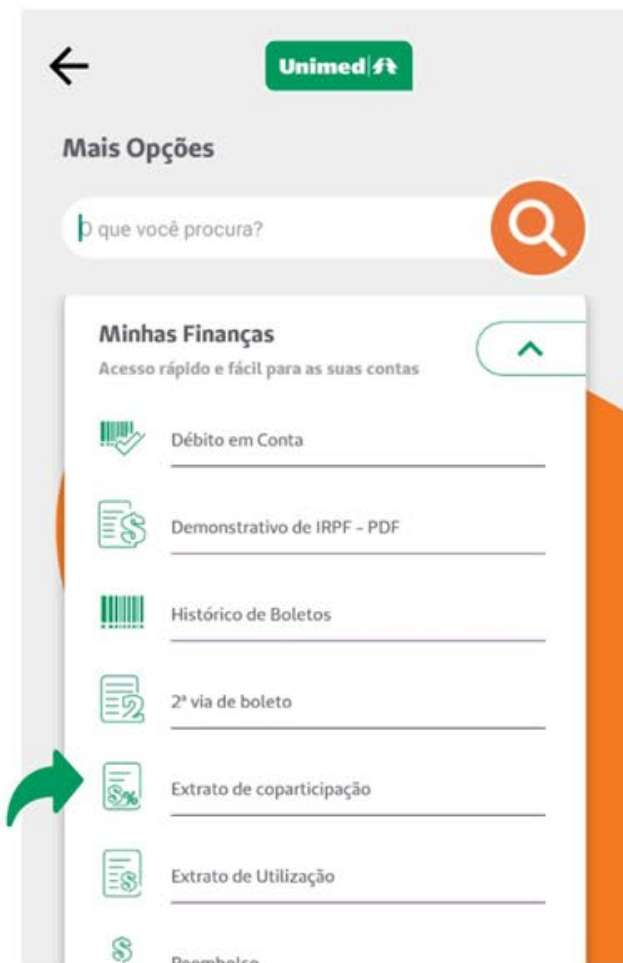 Unimed
Mais Opções
O que você procura?
Minhas Finanças
Acesso rápido e fácil para as suas contas
Débito em Conta
Demonstrativo de IRPF - PDF
Histórico de Boletos
2ª via de boleto
Extrato de coparticipação
Extrato de Utilização
Reembolso